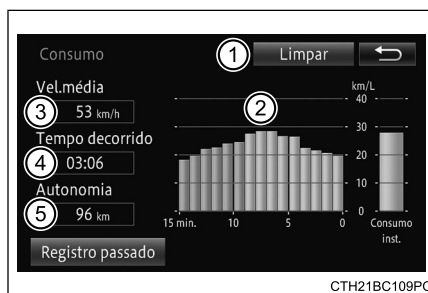 Consumo
1 Limpar
Vel.média
km/L
3 53 km/h
2
40
30
Tempo decorrido
4 03:06
20
Autonomia
10
5 96 km
0
15 min. 10 5 0 Consumo inst.
Registro passado
CTH21BC109PO